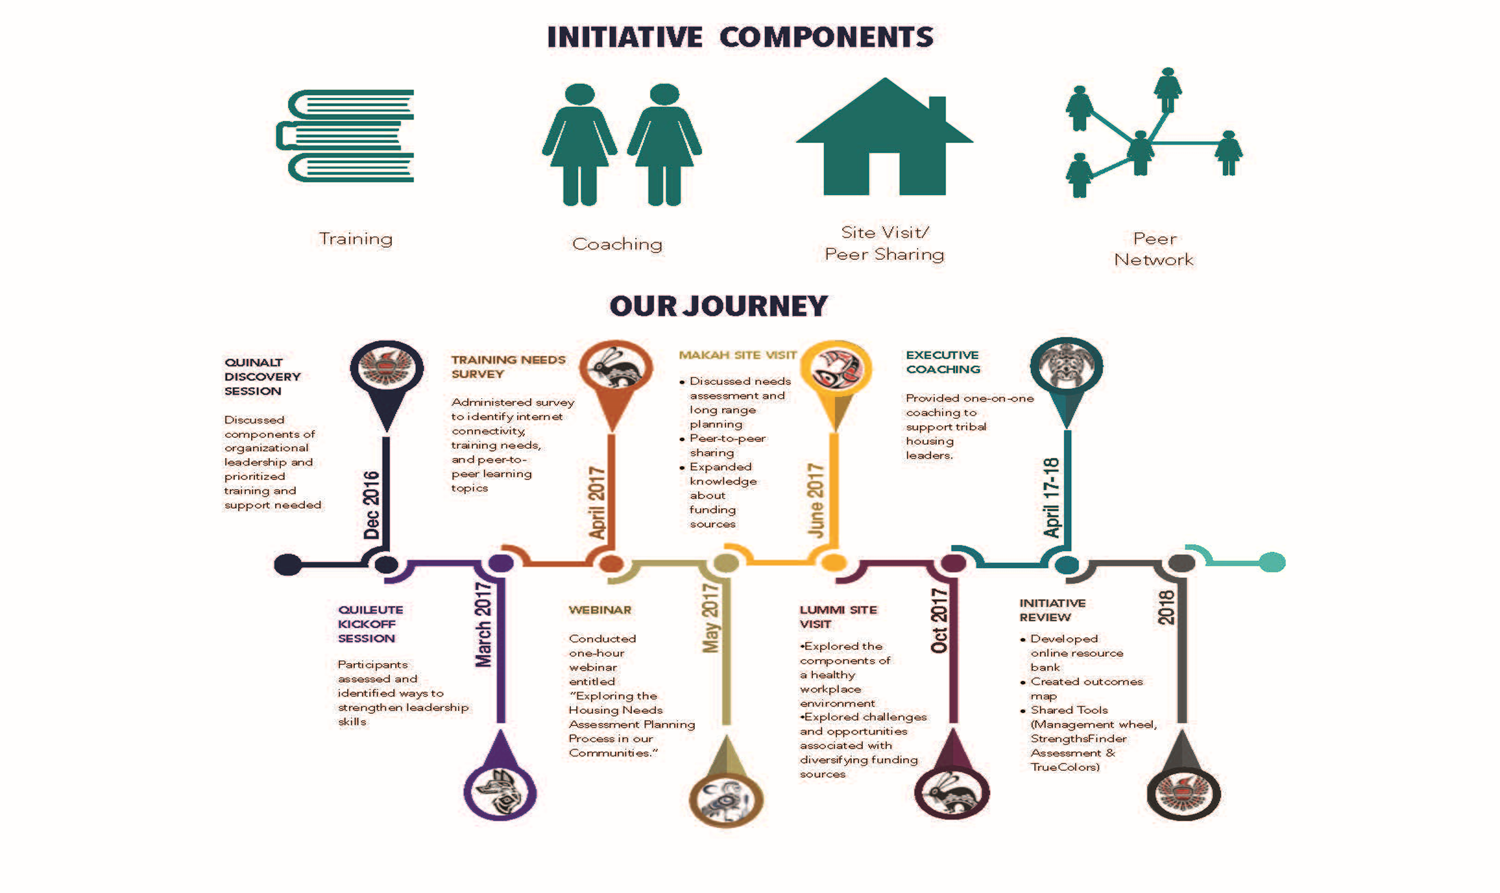 INITIATIVE COMPONENTS
Training
Coaching
Site Visit/
Peer Sharing
Peer
Network
OUR JOURNEY
QUINALT
DISCOVERY
SESSION
Discussed
components of
organizational
leadership and
prioritized
training and
support needed
Dec 2016
TRAINING NEEDS
SURVEY
Administered survey
to identify internet
connectivity,
training needs,
and peer-to-
peer learning
topics
April 2017
MAKAH SITE VISIT
• Discussed needs
assessment and
long range
planning
• Peer-to-peer
sharing
• Expanded
knowledge
about
funding
sources
June 2017
EXECUTIVE
COACHING
Provided one-on-one
coaching to
support tribal
housing
leaders.
April 17-18
QUILEUTE
KICKOFF
SESSION
Participants
assessed and
identified ways to
strengthen leadership
skills
March 2017
WEBINAR
Conducted
one-hour
webinar
entitled
"Exploring the
Housing Needs
Assessment Planning
Process in our
Communities."
May 2017
LUMMI SITE
VISIT
•Explored the
components of
a healthy
workplace
environment
•Explored challenges
and opportunities
associated with
diversifying funding
sources
Oct 2017
INITIATIVE
REVIEW
• Developed
online resource
bank
• Created outcomes
map
• Shared Tools
(Management wheel,
StrengthsFinder
Assessment &
TrueColors)
2018